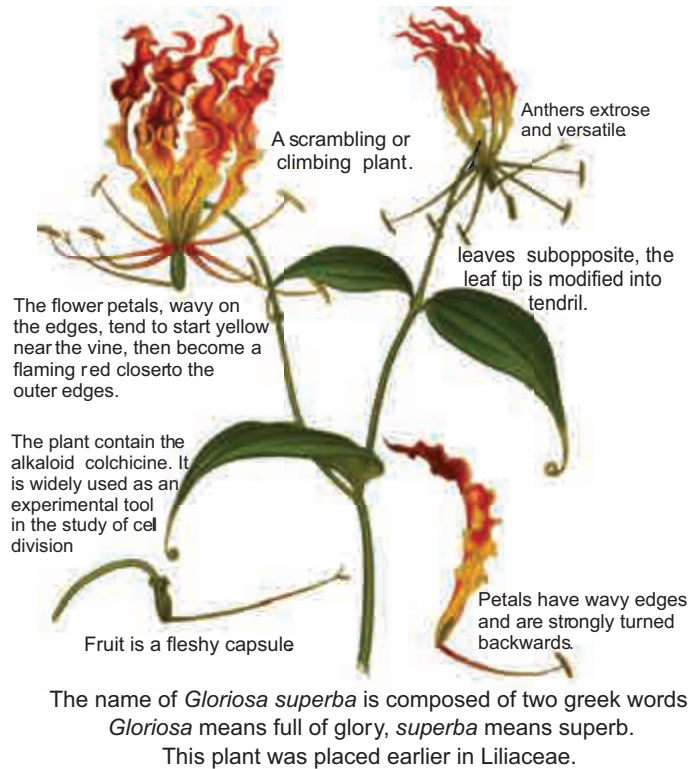 Anthers extrose
and versatile.
A scrambling or
climbing plant.
leaves subopposite, the
leaf tip is modified into
tendril.
The flower petals, wavy on
the edges, tend to start yellow
near the vine, then become a
flaming red closerto the
outer edges.
The plant contain the
alkaloid colchicine. It
is widely used as an
experimental tool
in the study of cell
division
Petals have wavy edges
and are strongly turned
backwards.
Fruit is a fleshy capsule
The name of Gloriosa superba is composed of two greek words
Gloriosa means full of glory, superba means superb.
This plant was placed earlier in Liliaceae.